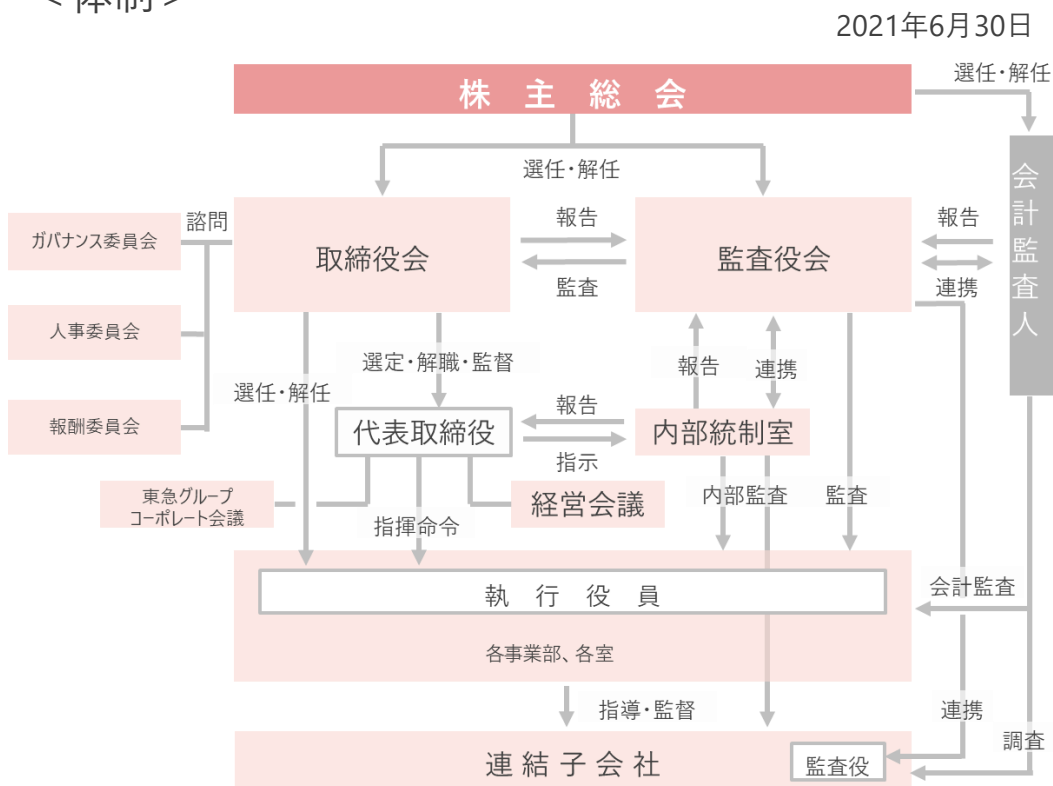 ＜体制＞
2021年6月30日
株主総会
選任・解任
選任・解任
会計監査人
ガバナンス委員会
諮問
取締役会
報告
監査
監査役会
報告
連携
人事委員会
報酬委員会
選任・解任
選定・解職・監督
報告
連携
代表取締役
報告
指示
内部統制室
東急グループ
コーポレート会議
指揮命令
経営会議
内部監査
監査
執行役員
会計監査
各事業部、各室
指導・監督
連携
調査
連結子会社
監査役